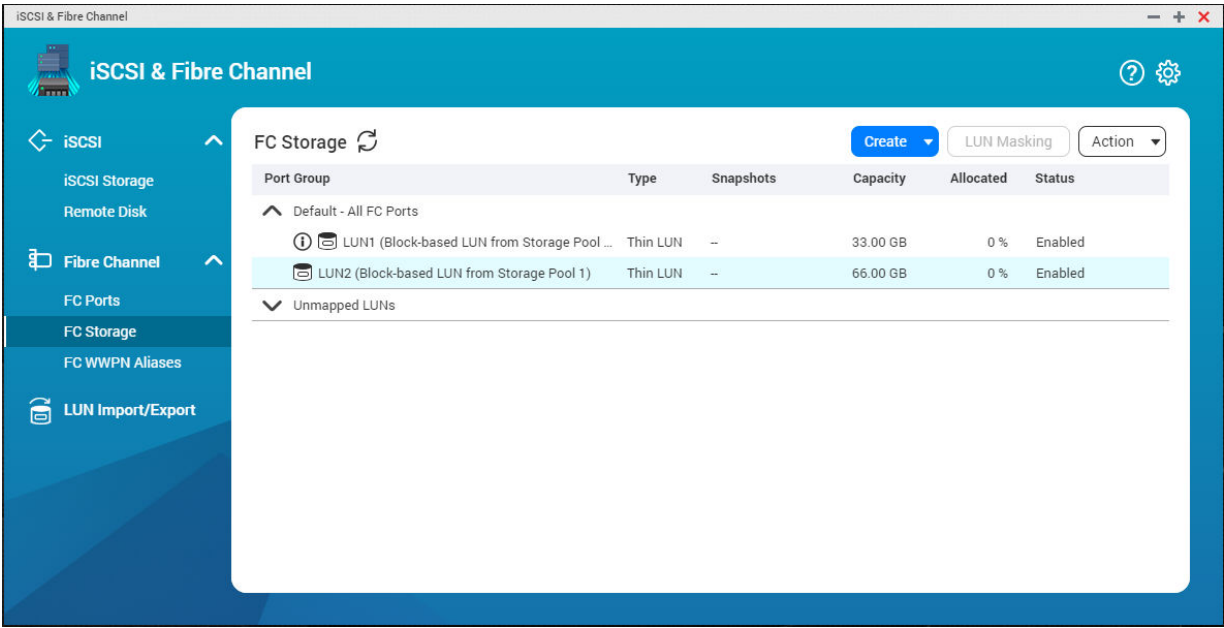 iSCSI & Fibre Channel
iSCSI & Fibre Channel
iSCSI
iSCSI Storage
Remote Disk
Fibre Channel
FC Ports
FC Storage
FC WWPN Aliases
LUN Import/Export
FC Storage
Create
LUN Masking
Action
Port Group Type Snapshots Capacity Allocated Status
Default - All FC Ports
LUN1 (Block-based LUN from Storage Pool ... Thin LUN -- 33.00 GB 0 % Enabled
LUN2 (Block-based LUN from Storage Pool 1) Thin LUN -- 66.00 GB 0 % Enabled
Unmapped LUNs